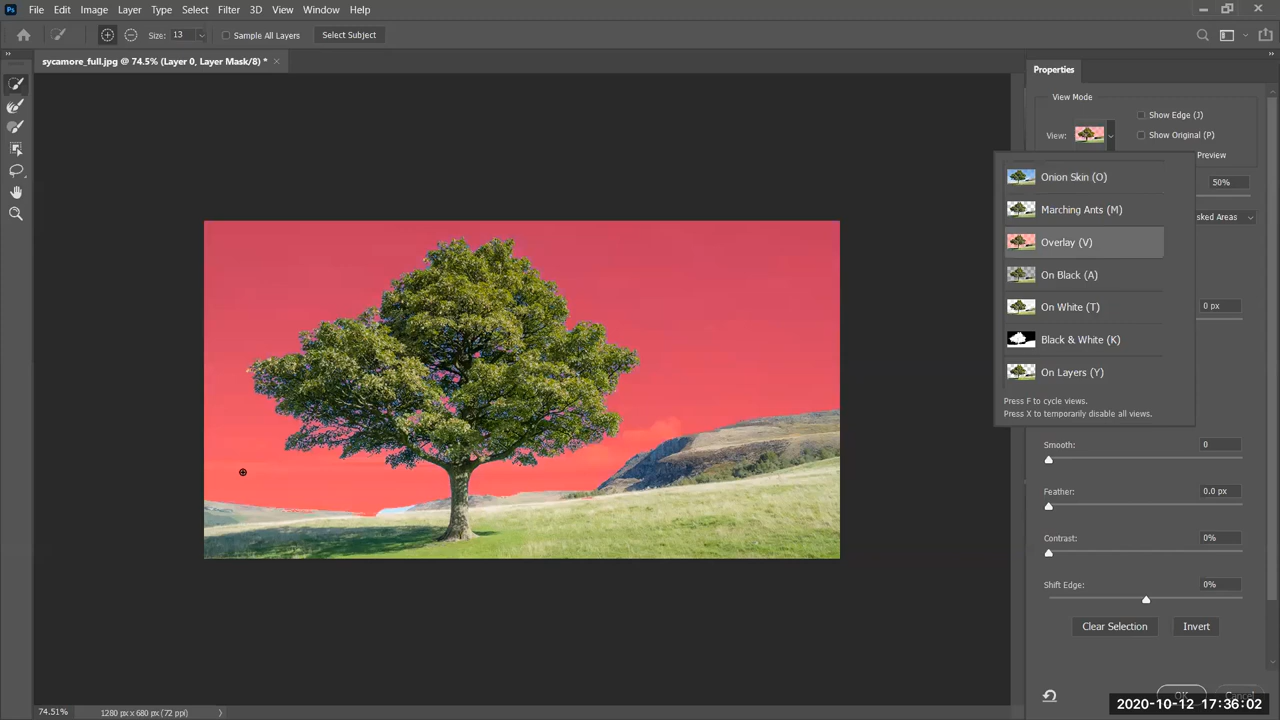 Ps File Edit Image Layer Type Select Filter 3D View Window Help
Size: 13 Sample All Layers Select Subject
sycamore_full.jpg @ 74.5% (Layer 0, Layer Mask/8) *
Properties
View Mode
Show Edge (J)
View:
Show Original (P)
Preview
Onion Skin (O)
50%
Marching Ants (M)
sked Areas
Overlay (V)
On Black (A)
On White (T)
0 px
Black & White (K)
On Layers (Y)
Press F to cycle views.
Press X to temporarily disable all views.
Smooth: 0
Feather: 0.0 px
Contrast: 0%
Shift Edge: 0%
Clear Selection Invert
OK Cancel
2020-10-12 17:36:02
74.51% 1280 px x 680 px (72 ppi)